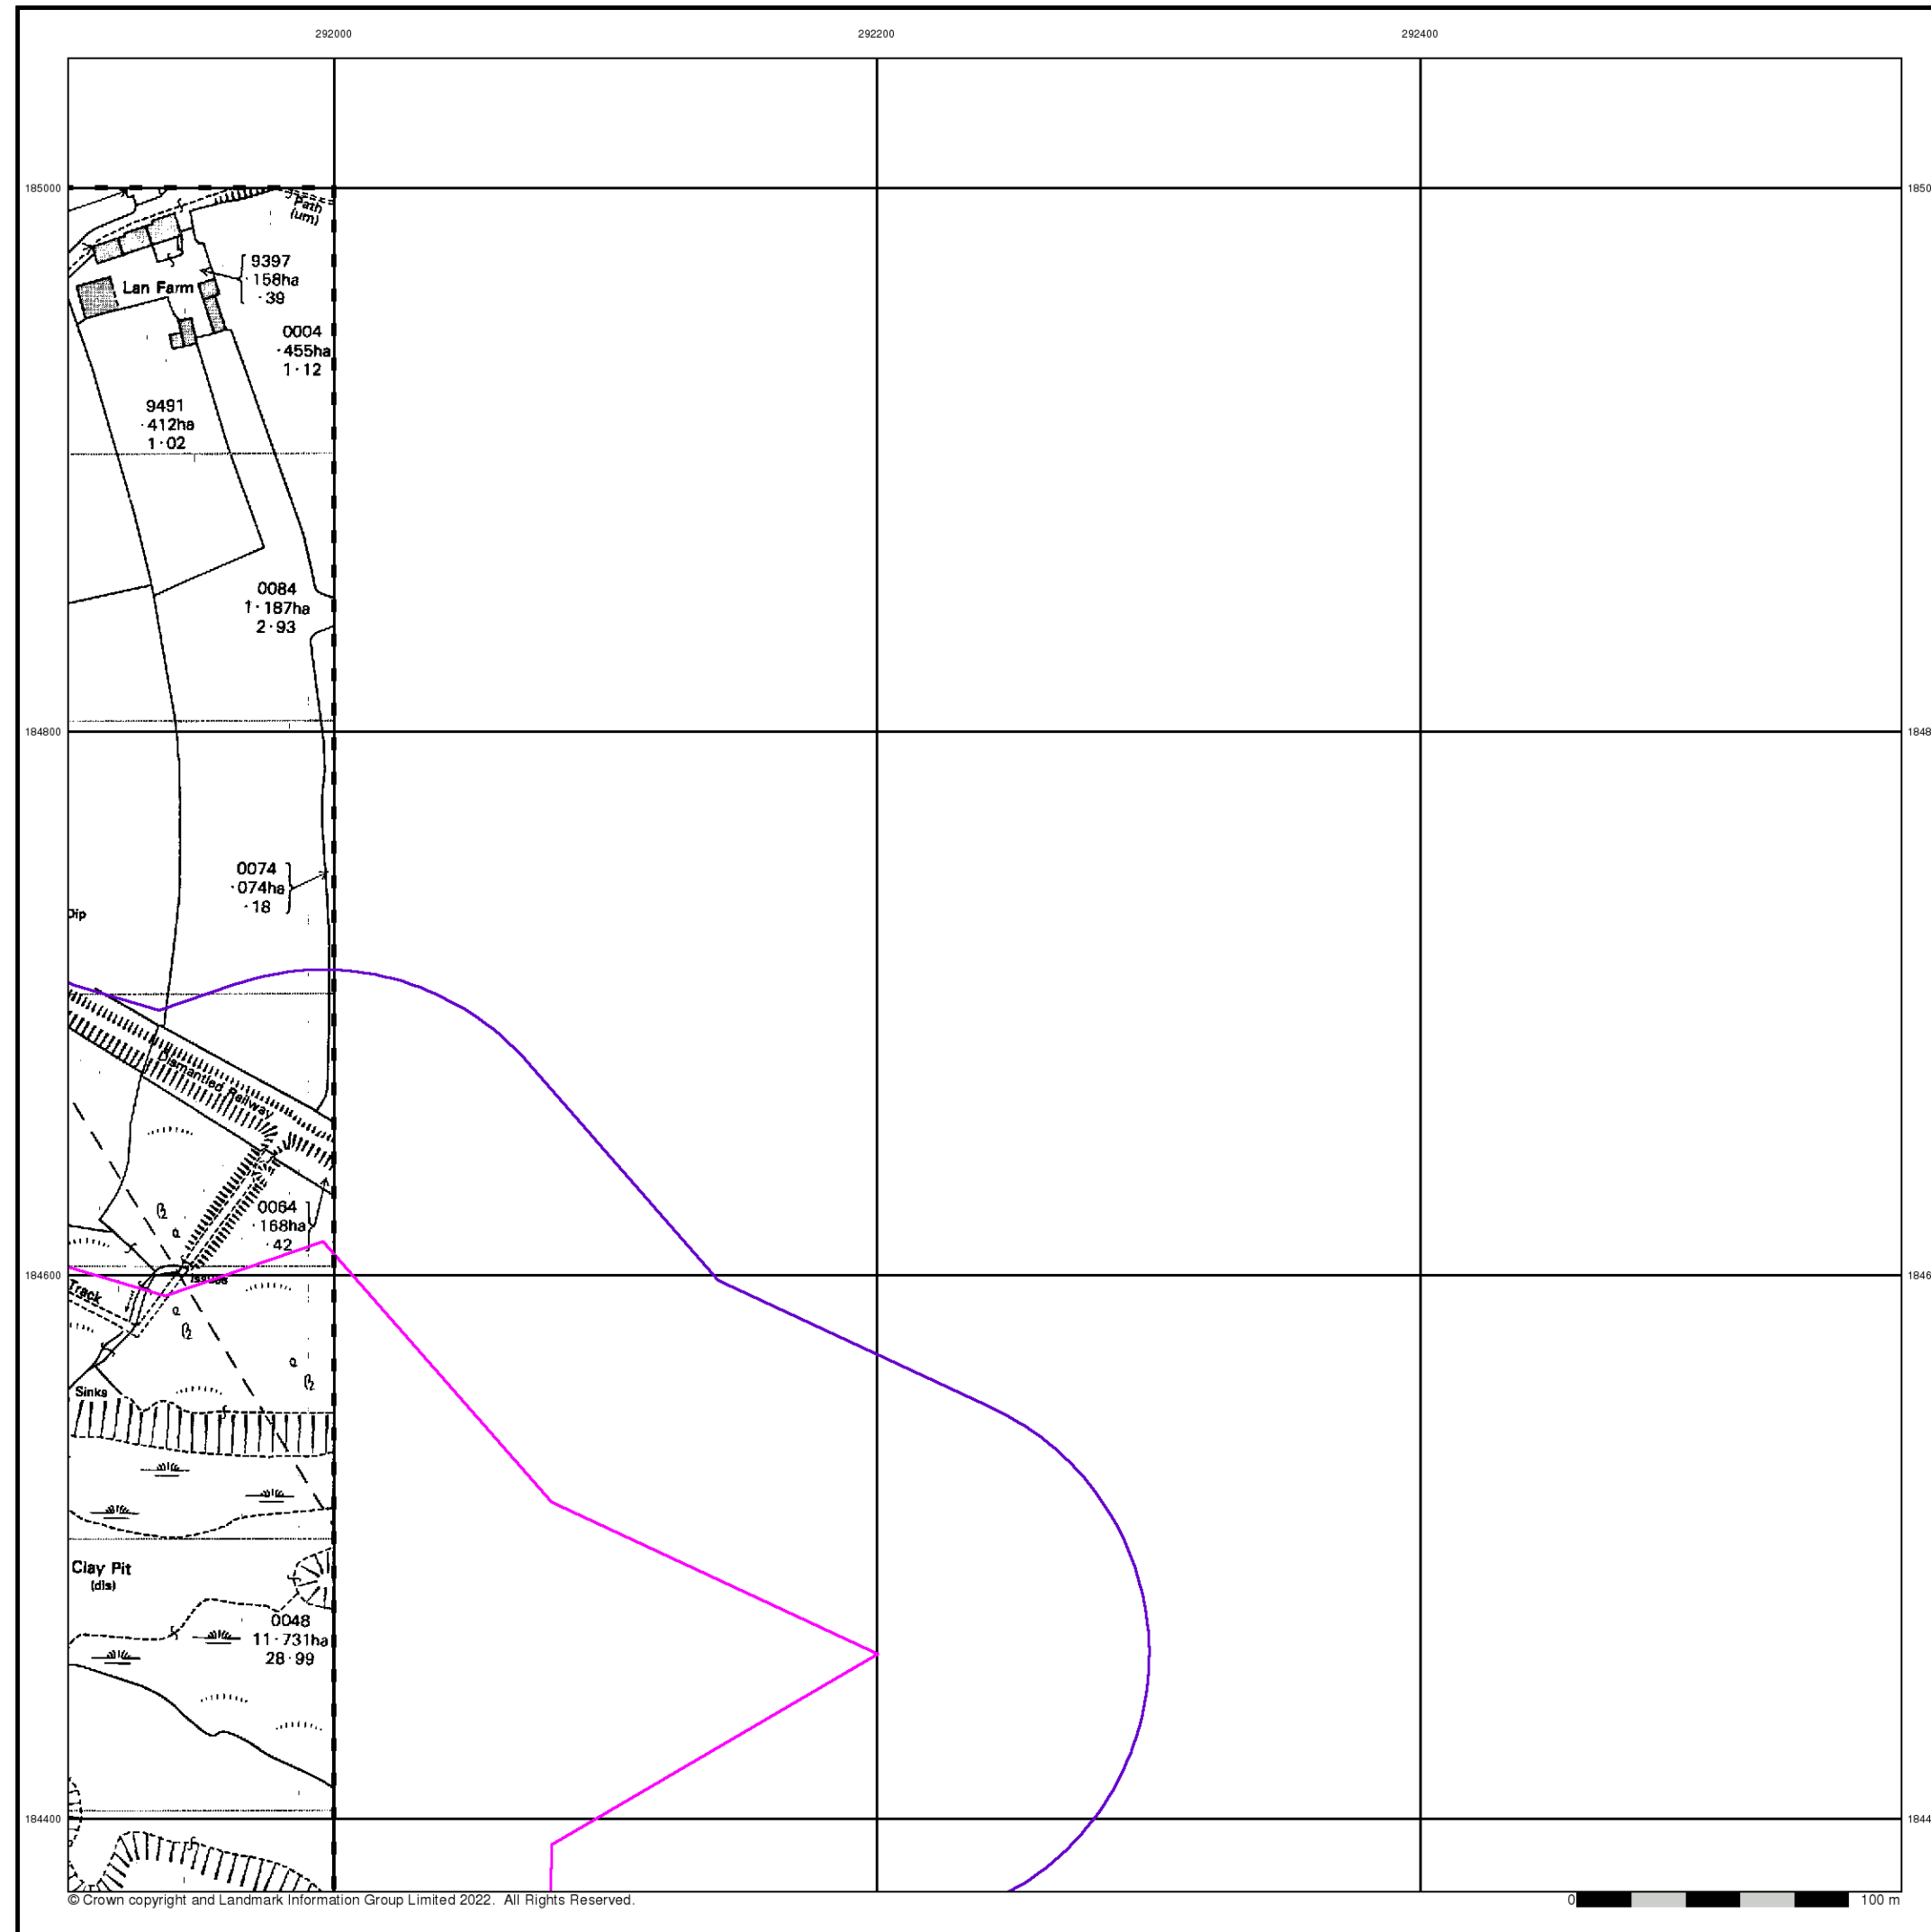 292000 292200 292400
185000 1850
Path
(um)
9397
·158ha
·39
Lan Farm
0004
·455ha
1·12
9491
·412ha
1·02
0084
1·187ha
2·93
184800 1848
0074
·074ha
·18
Dip
Dismantled Railway
0064
·168ha
·42
184600 1846
Issues
Track
Sinks
Clay Pit
(dis)
0048
11·731ha
28·99
184400 1844
© Crown copyright and Landmark Information Group Limited 2022. All Rights Reserved.
0 100 m